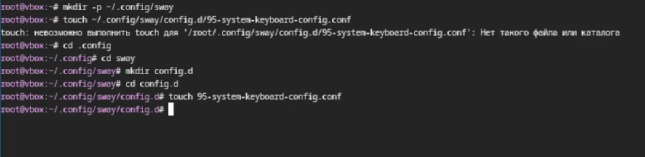 root@vbox:~# mkdir -p ~/.config/sway
root@vbox:~# touch ~/.config/sway/config.d/95-system-keyboard-config.conf
touch: невозможно выполнить touch для '/root/.config/sway/config.d/95-system-keyboard-config.conf': Нет такого файла или каталога
root@vbox:~# cd .config
root@vbox:~/.config# cd sway
root@vbox:~/.config/sway# mkdir config.d
root@vbox:~/.config/sway# cd config.d
root@vbox:~/.config/sway/config.d# touch 95-system-keyboard-config.conf
root@vbox:~/.config/sway/config.d#